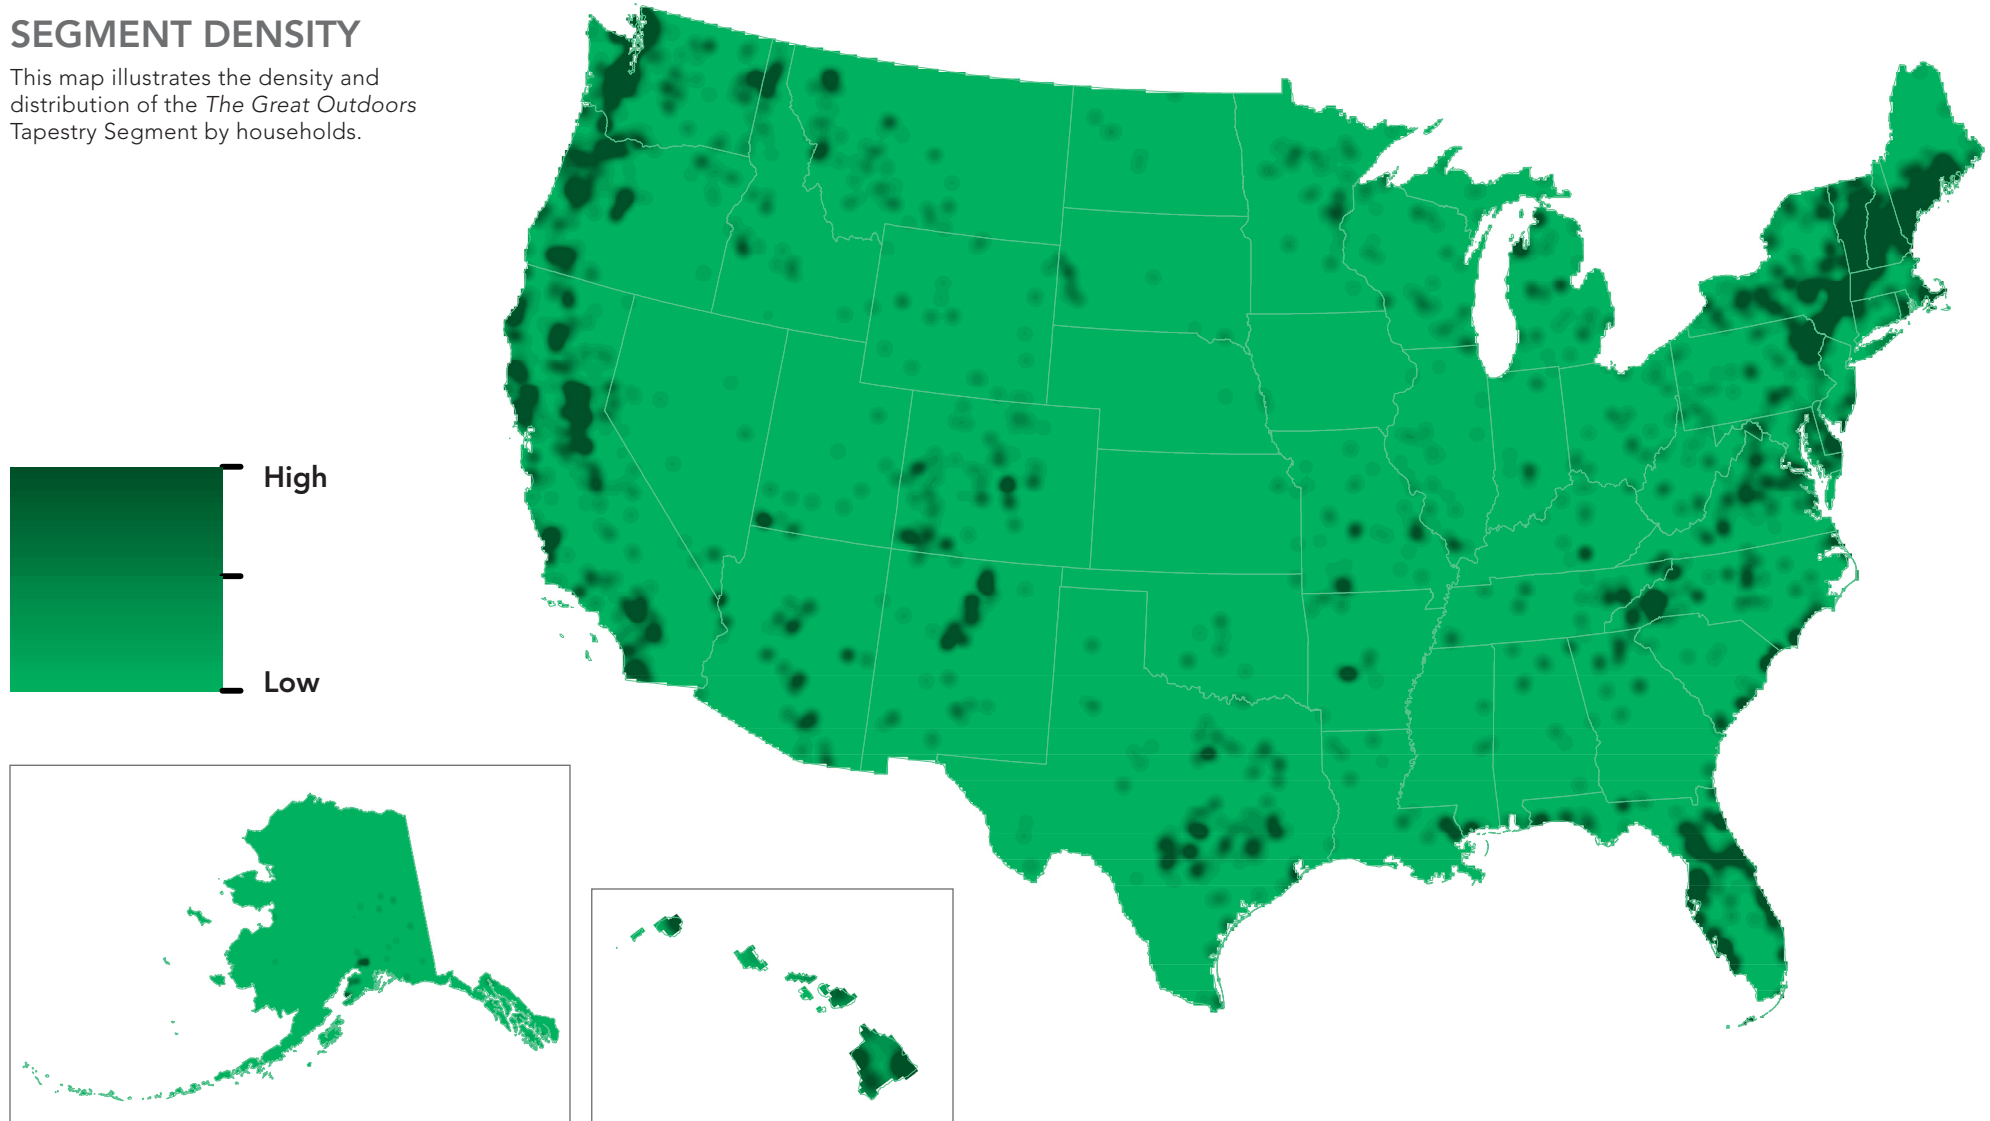 SEGMENT DENSITY
This map illustrates the density and
distribution of the The Great Outdoors
Tapestry Segment by households.
High
Low